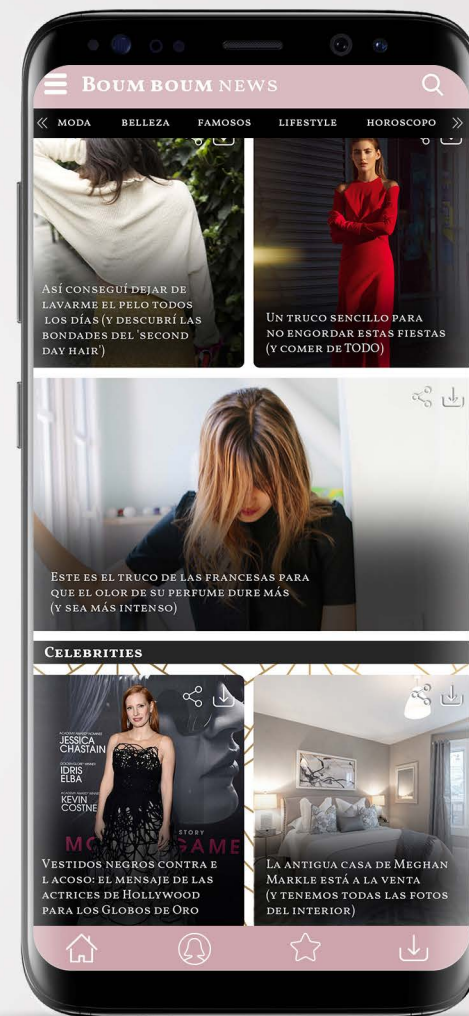 Boum boum news
« MODA BELLEZA FAMOSOS LIFESTYLE HOROSCOPO »
Así conseguí dejar de
lavarme el pelo todos
los días (y descubrí las
bondades del 'second
day hair')
Un truco sencillo para
no engordar estas fiestas
(y comer de TODO)
Este es el truco de las francesas para
que el olor de su perfume dure más
(y sea más intenso)
Celebrities
JESSICA
CHASTAIN
IDRIS
ELBA
KEVIN
COSTNE
STORY
GAME
Vestidos negros contra e
l acoso: el mensaje de las
actrices de Hollywood
para los Globos de Oro
La antigua casa de Meghan
Markle está a la venta
(y tenemos todas las fotos
del interior)